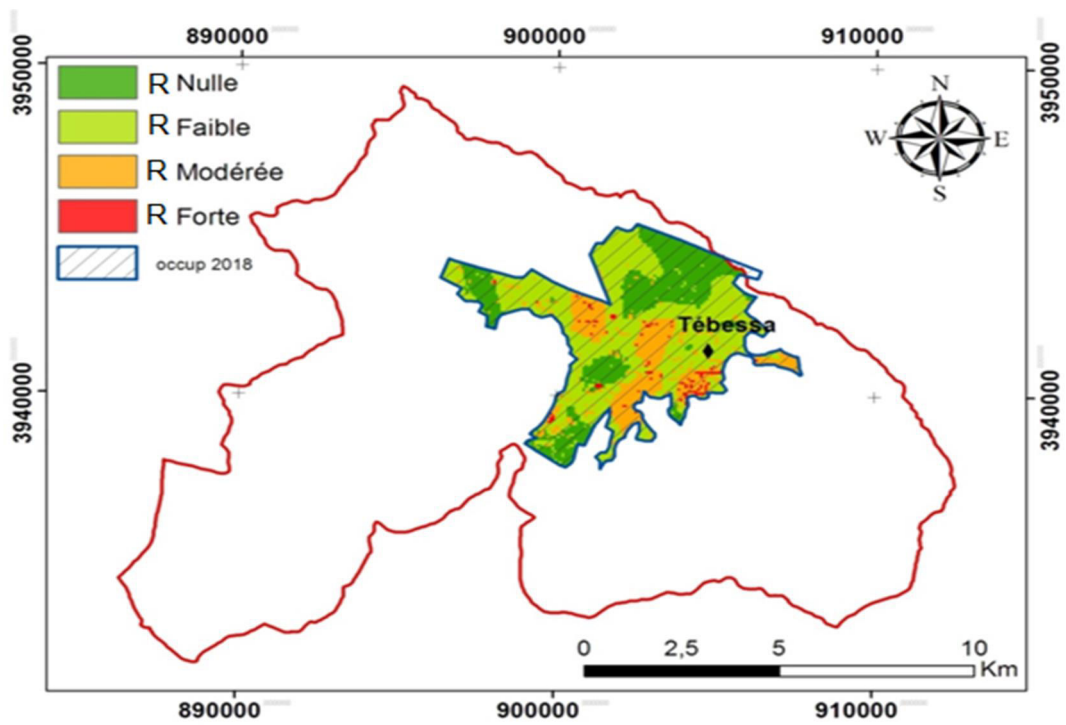 890000 900000 910000
3950000
3950000
R Nulle
R Faible
R Modérée
R Forte
occup 2018
N
W E
S
Tébessa
3940000
3940000
0 2,5 5 10
Km
890000 900000 910000